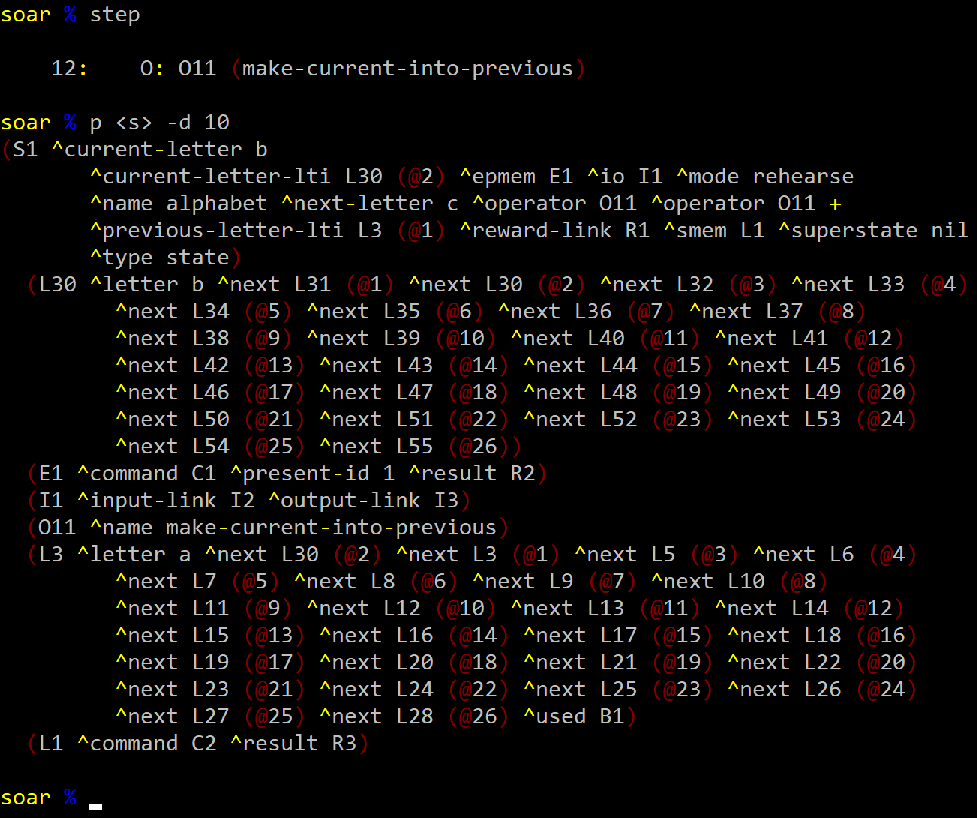 soar % step
12: O: O11 (make-current-into-previous)
soar % p <s> -d 10
(S1 ^current-letter b
^current-letter-lti L30 (@2) ^epmem E1 ^io I1 ^mode rehearse
^name alphabet ^next-letter c ^operator O11 ^operator O11 +
^previous-letter-lti L3 (@1) ^reward-link R1 ^smem L1 ^superstate nil
^type state)
(L30 ^letter b ^next L31 (@1) ^next L30 (@2) ^next L32 (@3) ^next L33 (@4)
^next L34 (@5) ^next L35 (@6) ^next L36 (@7) ^next L37 (@8)
^next L38 (@9) ^next L39 (@10) ^next L40 (@11) ^next L41 (@12)
^next L42 (@13) ^next L43 (@14) ^next L44 (@15) ^next L45 (@16)
^next L46 (@17) ^next L47 (@18) ^next L48 (@19) ^next L49 (@20)
^next L50 (@21) ^next L51 (@22) ^next L52 (@23) ^next L53 (@24)
^next L54 (@25) ^next L55 (@26))
(E1 ^command C1 ^present-id 1 ^result R2)
(I1 ^input-link I2 ^output-link I3)
(O11 ^name make-current-into-previous)
(L3 ^letter a ^next L30 (@2) ^next L3 (@1) ^next L5 (@3) ^next L6 (@4)
^next L7 (@5) ^next L8 (@6) ^next L9 (@7) ^next L10 (@8)
^next L11 (@9) ^next L12 (@10) ^next L13 (@11) ^next L14 (@12)
^next L15 (@13) ^next L16 (@14) ^next L17 (@15) ^next L18 (@16)
^next L19 (@17) ^next L20 (@18) ^next L21 (@19) ^next L22 (@20)
^next L23 (@21) ^next L24 (@22) ^next L25 (@23) ^next L26 (@24)
^next L27 (@25) ^next L28 (@26) ^used B1)
(L1 ^command C2 ^result R3)
soar %